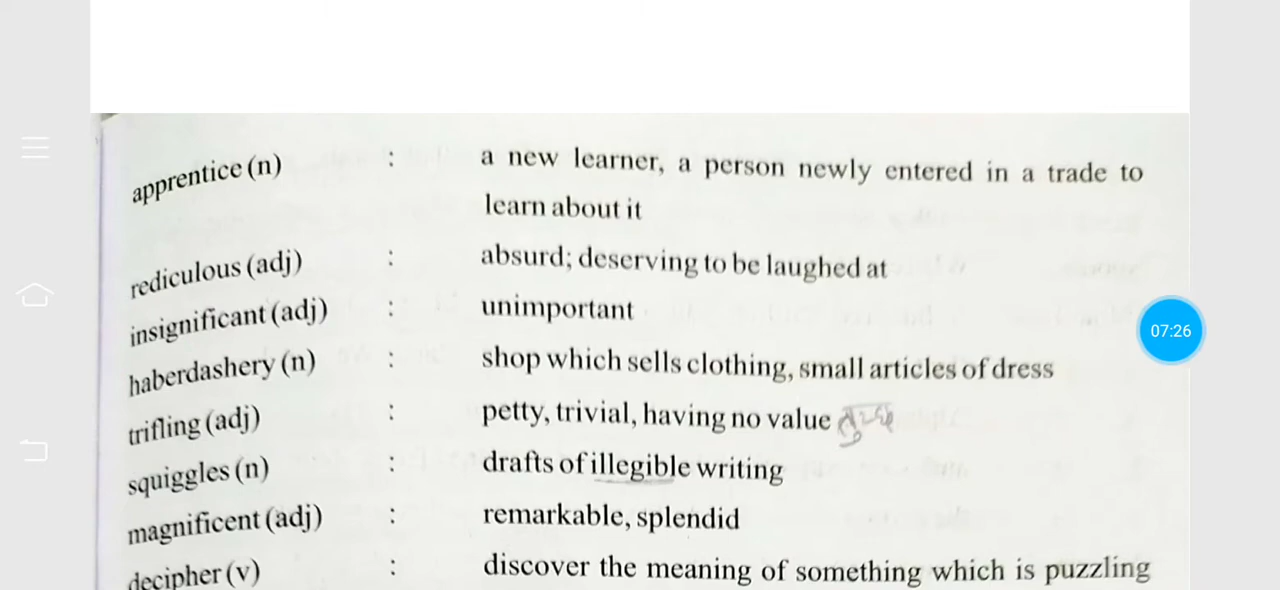 apprentice (n) : a new learner, a person newly entered in a trade to
learn about it
rediculous (adj) : absurd; deserving to be laughed at
insignificant (adj) : unimportant
haberdashery (n) : shop which sells clothing, small articles of dress
trifling (adj) : petty, trivial, having no value
squiggles (n) : drafts of illegible writing
magnificent (adj) : remarkable, splendid
decipher (v) : discover the meaning of something which is puzzling
07:26